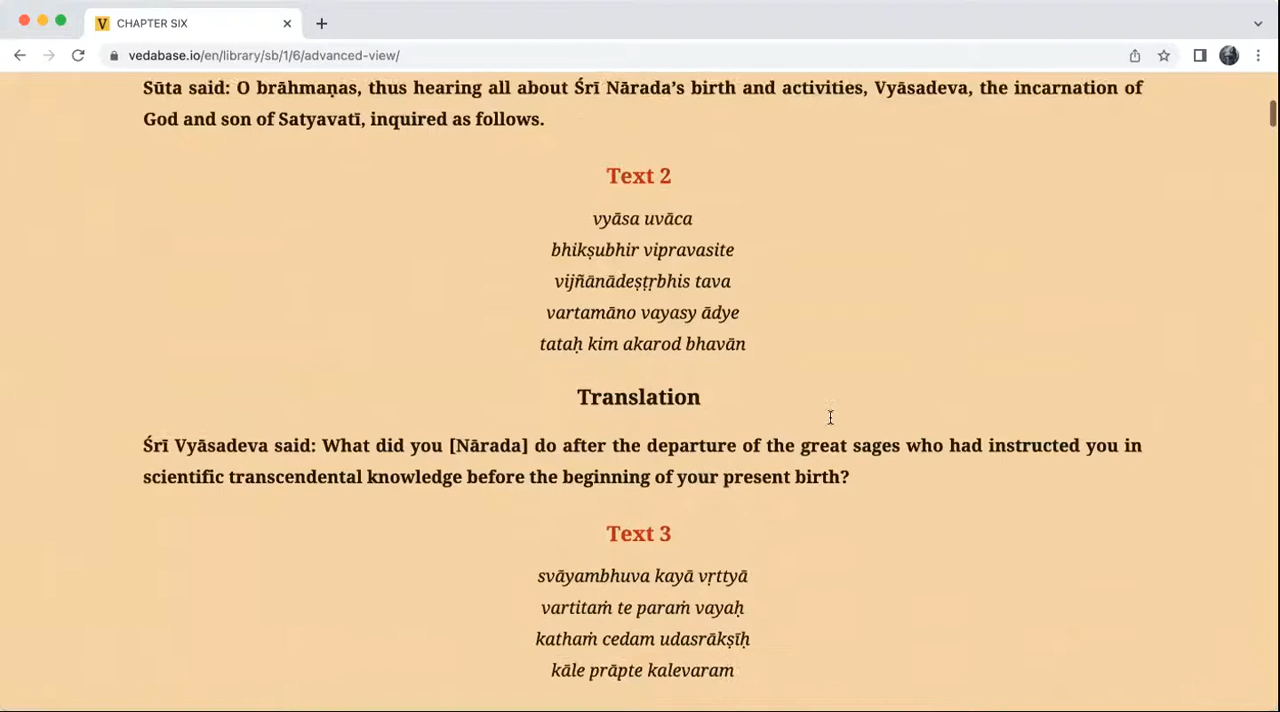 CHAPTER SIX
vedabase.io/en/library/sb/1/6/advanced-view/
Sūta said: O brāhmaṇas, thus hearing all about Śrī Nārada’s birth and activities, Vyāsadeva, the incarnation of
God and son of Satyavatī, inquired as follows.
Text 2
vyāsa uvāca
bhikṣubhir vipravasite
vijñānādeṣṭṛbhis tava
vartamāno vayasy ādye
tataḥ kim akarod bhavān
Translation
Śrī Vyāsadeva said: What did you [Nārada] do after the departure of the great sages who had instructed you in
scientific transcendental knowledge before the beginning of your present birth?
Text 3
svāyambhuva kayā vṛttyā
vartitaṁ te paraṁ vayaḥ
kathaṁ cedam udasrākṣīḥ
kāle prāpte kalevaram